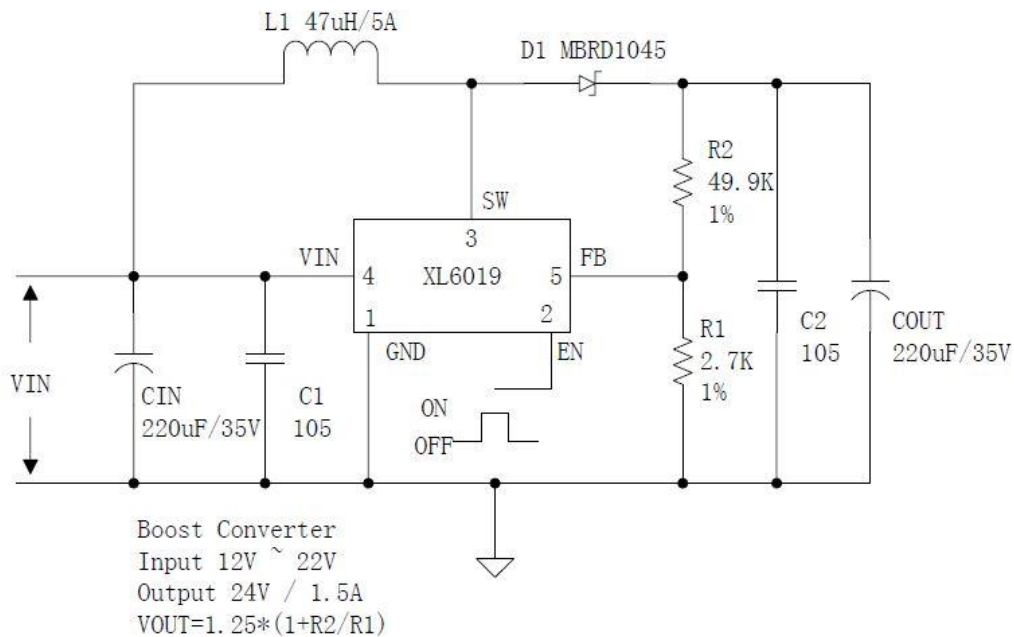 L1 47uH/5A
D1 MBRD1045
R2
49.9K
1%
SW
3
VIN
4
XL6019
5
FB
1
2
GND
EN
R1
2.7K
1%
C2
105
COUT
220uF/35V
VIN
CIN
220uF/35V
C1
105
ON
OFF
Boost Converter
Input 12V ~ 22V
Output 24V / 1.5A
VOUT=1.25*(1+R2/R1)